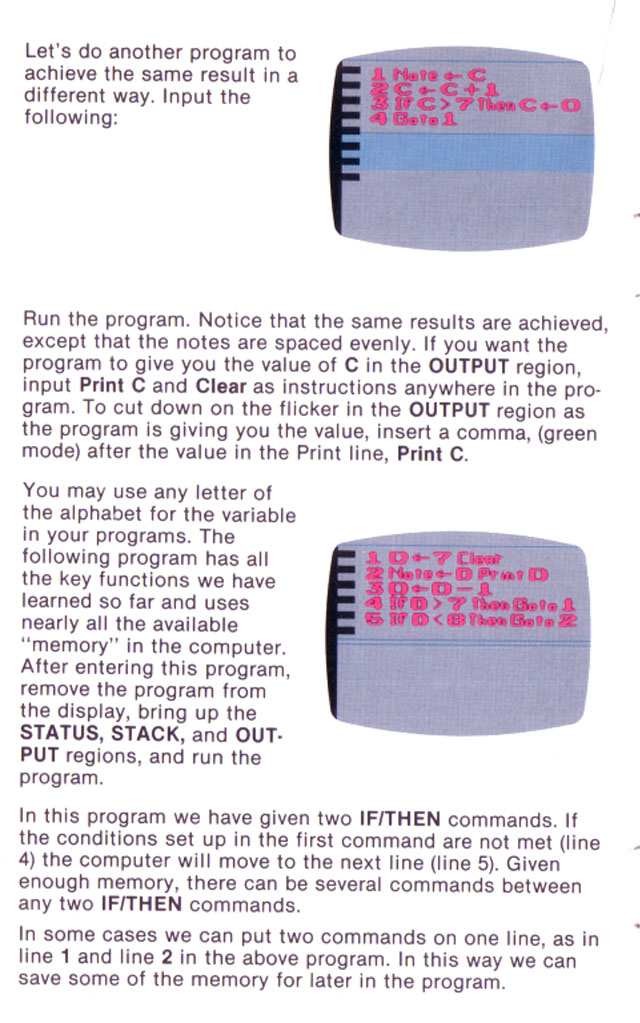 Let's do another program to
achieve the same result in a
different way. Input the
following:
1 Note ← C
2 C ← C + 1
3 If C > 7 Then C ← 0
4 Goto 1
Run the program. Notice that the same results are achieved,
except that the notes are spaced evenly. If you want the
program to give you the value of C in the OUTPUT region,
input Print C and Clear as instructions anywhere in the pro-
gram. To cut down on the flicker in the OUTPUT region as
the program is giving you the value, insert a comma, (green
mode) after the value in the Print line, Print C.
You may use any letter of
the alphabet for the variable
in your programs. The
following program has all
the key functions we have
learned so far and uses
nearly all the available
"memory" in the computer.
After entering this program,
remove the program from
the display, bring up the
STATUS, STACK, and OUT-
PUT regions, and run the
program.
1 D ← 7 Clear
2 Note ← D Print D
3 D ← D − 1
4 If D > 7 Then Goto 1
5 If D < 8 Then Goto 2
In this program we have given two IF/THEN commands. If
the conditions set up in the first command are not met (line
4) the computer will move to the next line (line 5). Given
enough memory, there can be several commands between
any two IF/THEN commands.
In some cases we can put two commands on one line, as in
line 1 and line 2 in the above program. In this way we can
save some of the memory for later in the program.